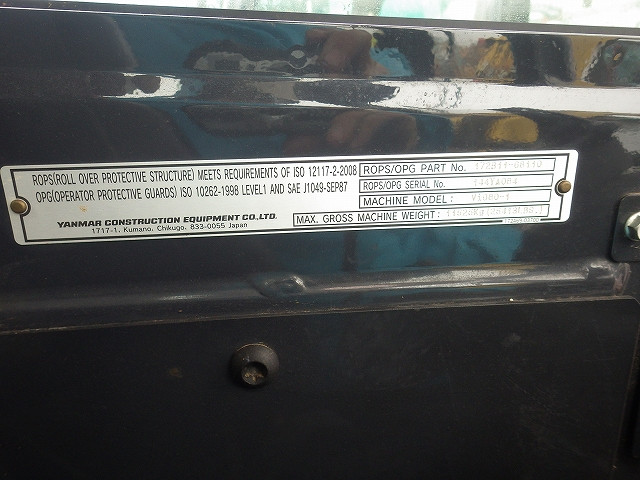 ROPS(ROLL OVER PROTECTIVE STRUCTURE) MEETS REQUIREMENTS OF ISO 12117-2-2008
OPG(OPERATOR PROTECTIVE GUARDS) ISO 10262-1998 LEVEL1 AND SAE J1049-SEP87
YANMAR CONSTRUCTION EQUIPMENT CO.,LTD.
1717-1, Kumano, Chikugo, 833-0055 Japan
ROPS/OPG PART No.
ROPS/OPG SERIAL No.
MACHINE MODEL: ViO80-1
MAX. GROSS MACHINE WEIGHT: